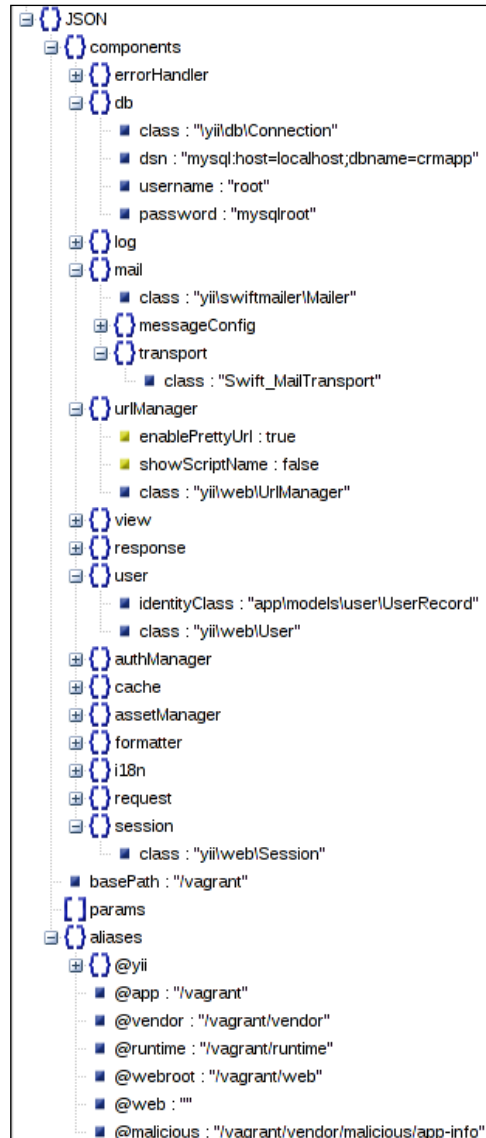 JSON
components
errorHandler
db
class : "\yii\db\Connection"
dsn : "mysql:host=localhost;dbname=crmapp"
username : "root"
password : "mysqlroot"
log
mail
class : "yii\swiftmailer\Mailer"
messageConfig
transport
class : "Swift_MailTransport"
urlManager
enablePrettyUrl : true
showScriptName : false
class : "yii\web\UrlManager"
view
response
user
identityClass : "app\models\user\UserRecord"
class : "yii\web\User"
authManager
cache
assetManager
formatter
i18n
request
session
class : "yii\web\Session"
basePath : "/vagrant"
params
aliases
@yii
@app : "/vagrant"
@vendor : "/vagrant/vendor"
@runtime : "/vagrant/runtime"
@webroot : "/vagrant/web"
@web : ""
@malicious : "/vagrant/vendor/malicious/app-info"